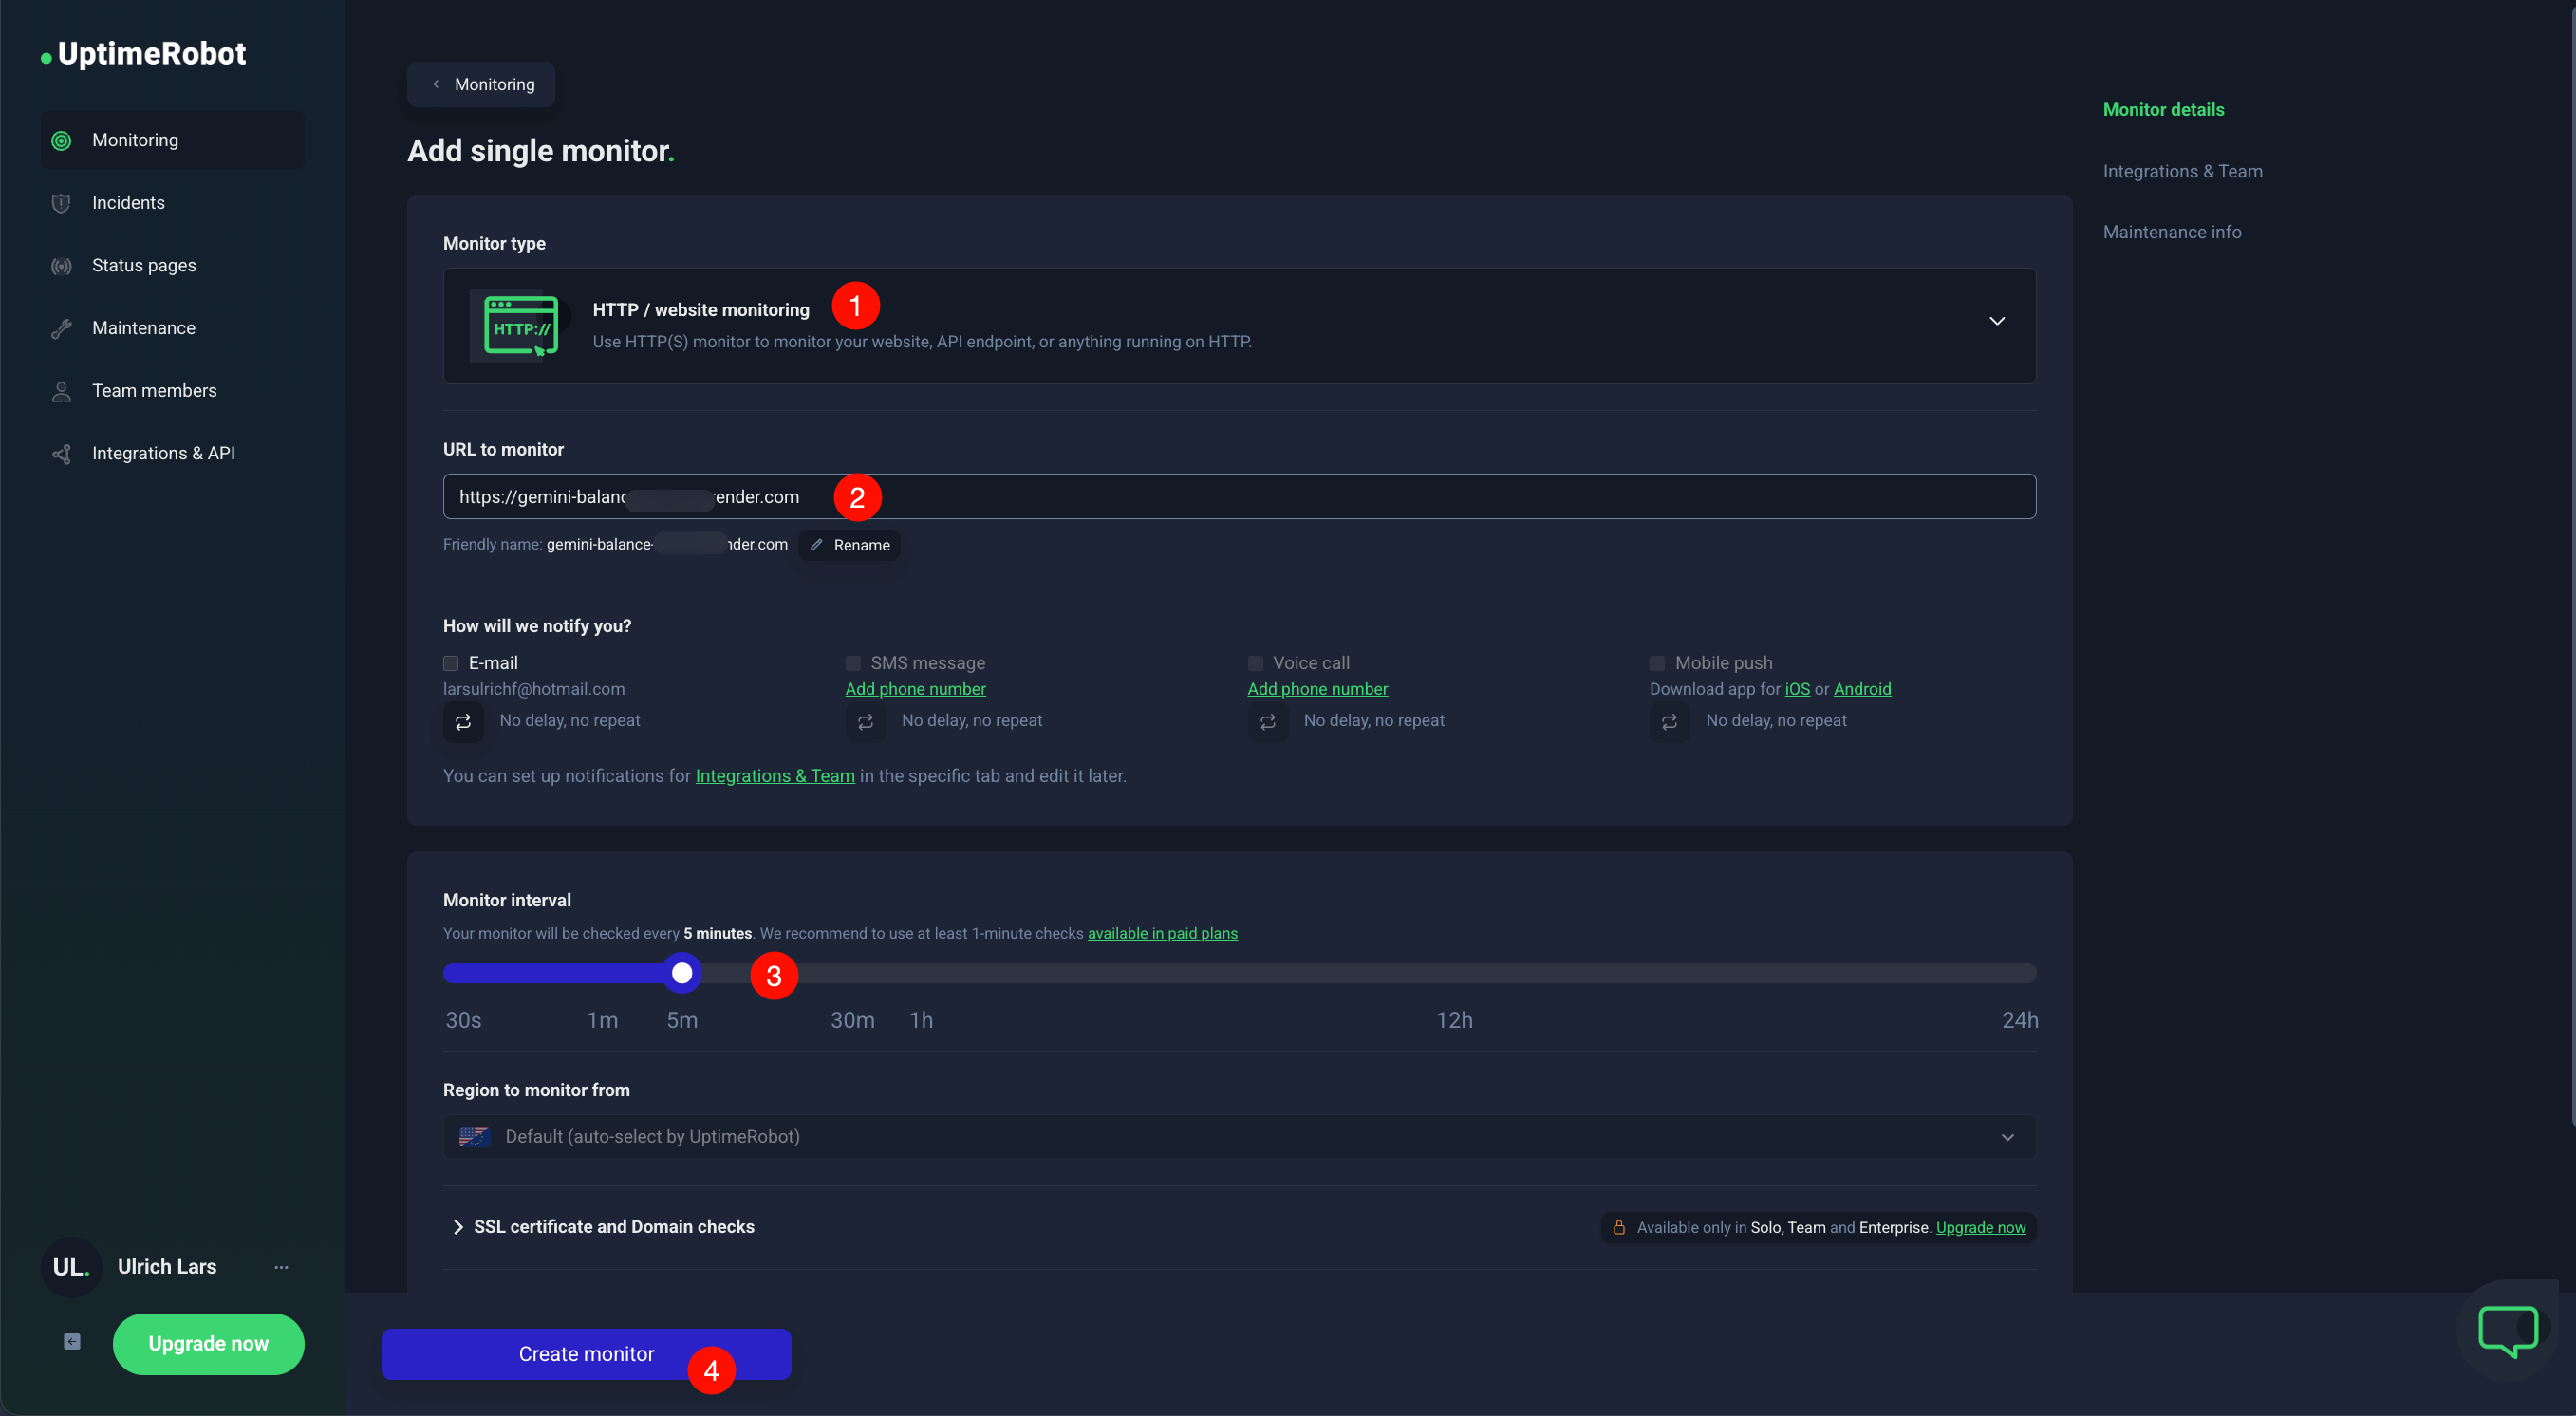 UptimeRobot
Monitoring
Incidents
Status pages
Maintenance
Team members
Integrations & API
UL.
Ulrich Lars
...
Upgrade now
Monitoring
Add single monitor.
Monitor type
HTTP://
HTTP / website monitoring
1
Use HTTP(S) monitor to monitor your website, API endpoint, or anything running on HTTP.
URL to monitor
https://gemini-balanc render.com
2
Friendly name: gemini-balance- nder.com
Rename
How will we notify you?
E-mail
larsulrichf@hotmail.com
No delay, no repeat
SMS message
Add phone number
No delay, no repeat
Voice call
Add phone number
No delay, no repeat
Mobile push
Download app for iOS or Android
No delay, no repeat
You can set up notifications for Integrations & Team in the specific tab and edit it later.
Monitor interval
Your monitor will be checked every 5 minutes. We recommend to use at least 1-minute checks available in paid plans
3
30s 1m 5m 30m 1h 12h 24h
Region to monitor from
Default (auto-select by UptimeRobot)
SSL certificate and Domain checks
Available only in Solo, Team and Enterprise. Upgrade now
Create monitor
4
Monitor details
Integrations & Team
Maintenance info